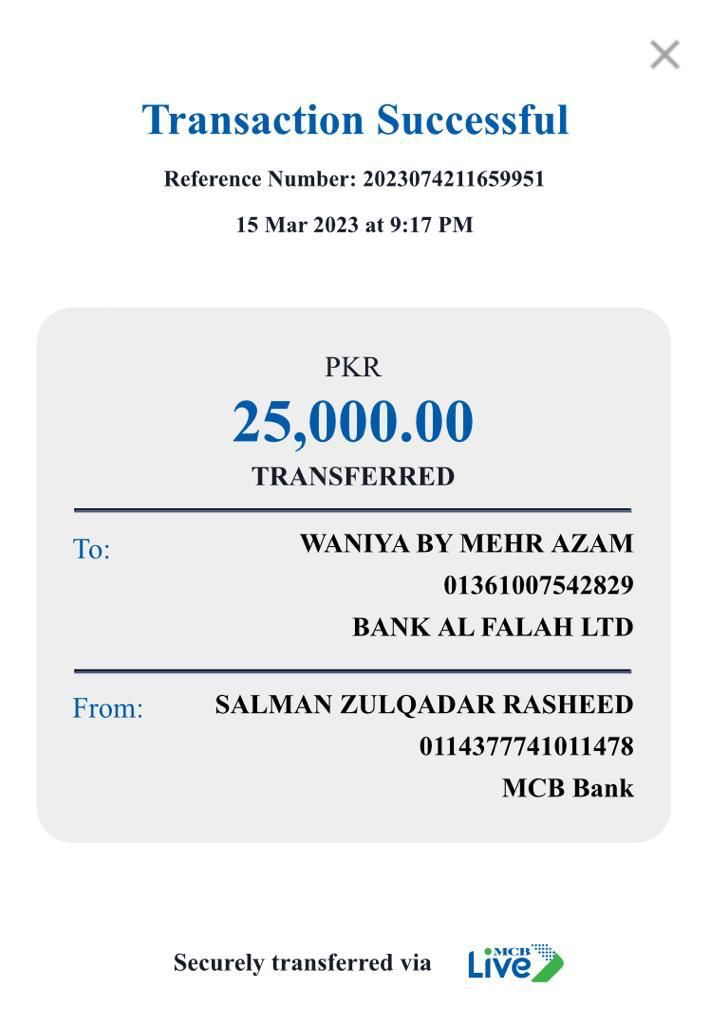 Transaction Successful
Reference Number: 2023074211659951
15 Mar 2023 at 9:17 PM
PKR
25,000.00
TRANSFERRED
To:
WANIYA BY MEHR AZAM
01361007542829
BANK AL FALAH LTD
From:
SALMAN ZULQADAR RASHEED
0114377741011478
MCB Bank
Securely transferred via
MCB
Live